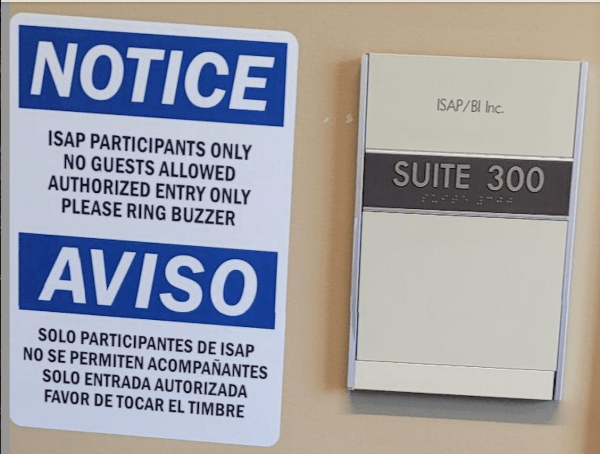 NOTICE
ISAP PARTICIPANTS ONLY
NO GUESTS ALLOWED
AUTHORIZED ENTRY ONLY
PLEASE RING BUZZER
AVISO
SOLO PARTICIPANTES DE ISAP
NO SE PERMITEN ACOMPAÑANTES
SOLO ENTRADA AUTORIZADA
FAVOR DE TOCAR EL TIMBRE
ISAP/BI Inc.
SUITE 300